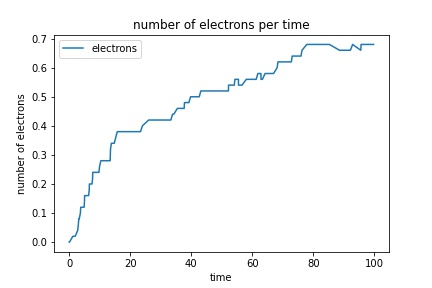 number of electrons per time
electrons
0.7
0.6
0.5
0.4
0.3
0.2
0.1
0.0
number of electrons
0 20 40 60 80 100
time